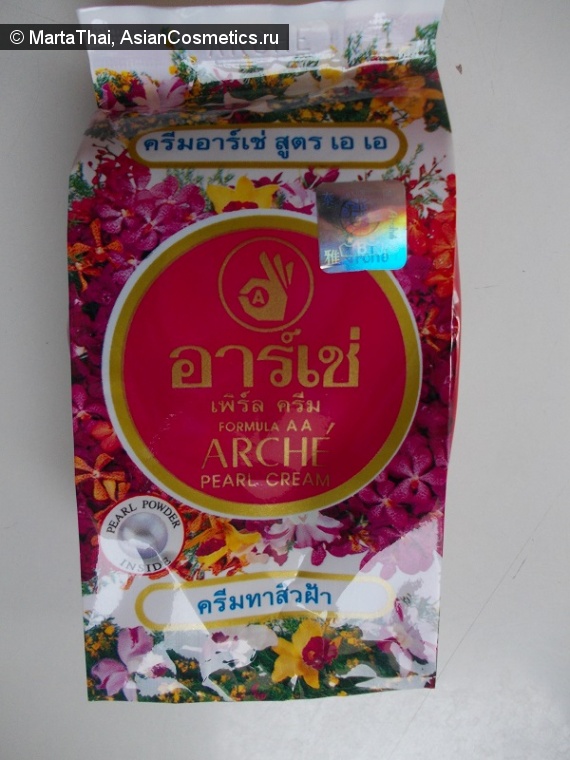 © MartaThai, AsianCosmetics.ru
ครีมอาร์เช่ สูตร เอ เอ
A
อาร์เช่
เพิร์ล ครีม
FORMULA AA
ARCHÉ
PEARL CREAM
PEARL POWDER
INSIDE
ครีมทาสิวฝ้า